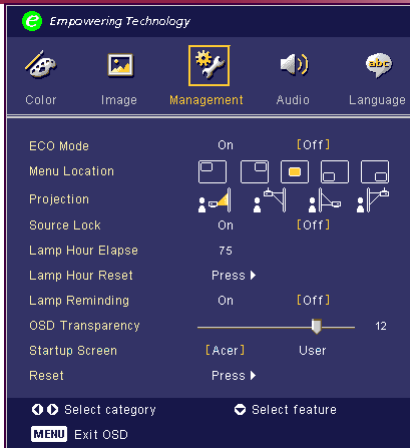 e Empowering Technology
Color Image Management Audio Language
ECO Mode On [Off]
Menu Location
Projection
Source Lock On [Off]
Lamp Hour Elapse 75
Lamp Hour Reset Press
Lamp Reminding On [Off]
OSD Transparency 12
Startup Screen [Acer] User
Reset Press
Select category Select feature
MENU Exit OSD